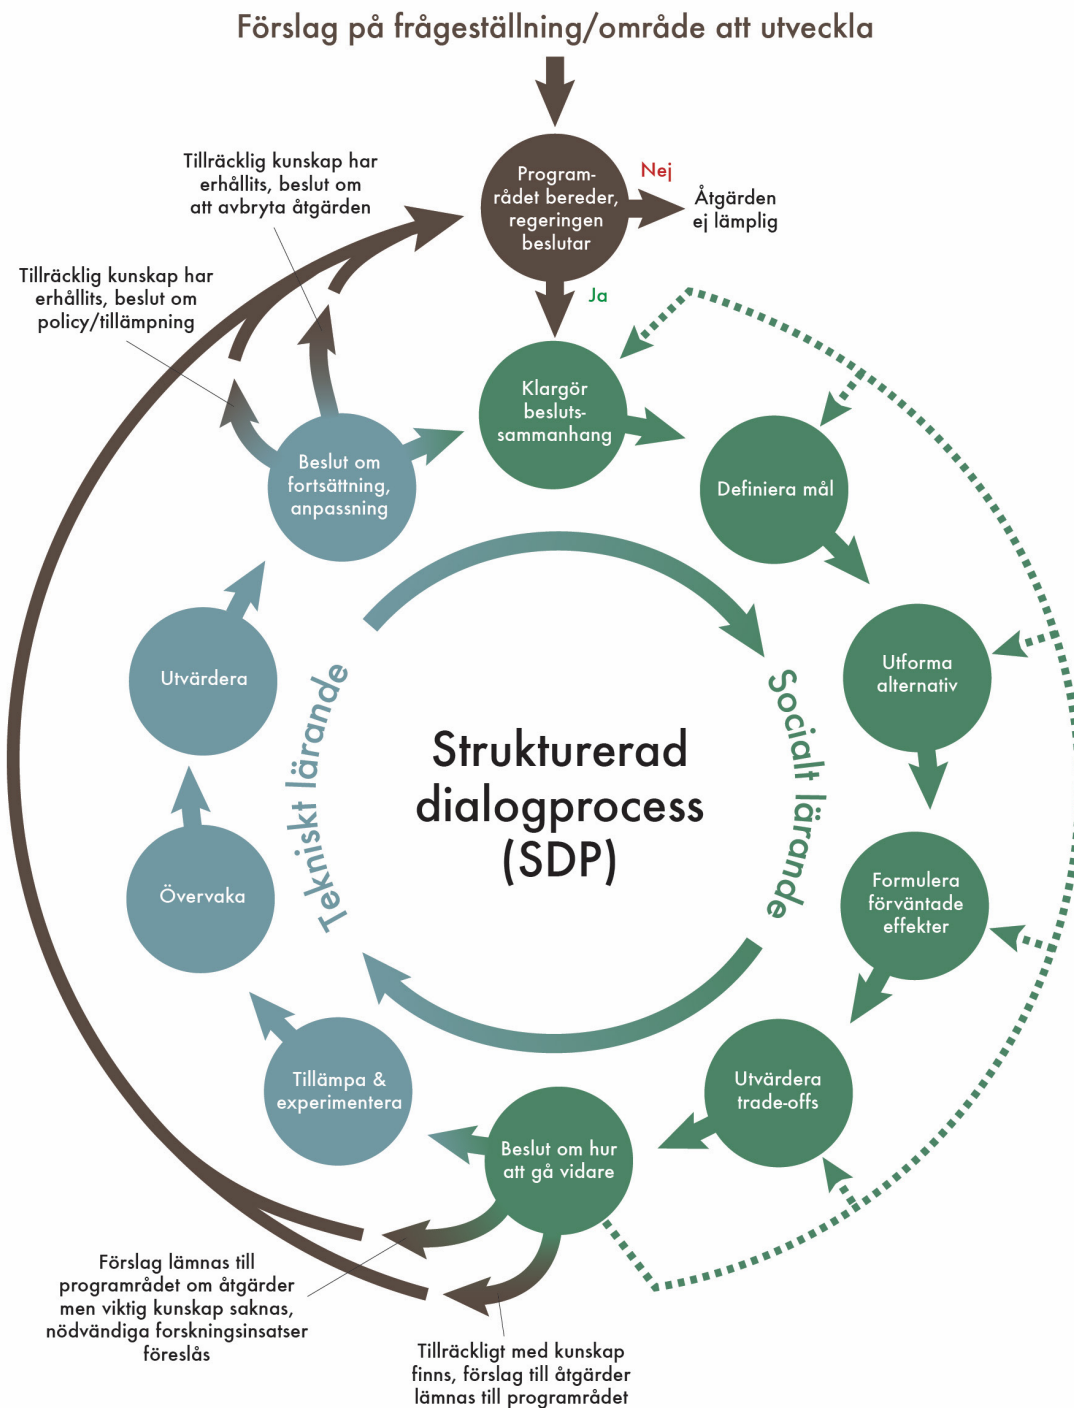 Förslag på frågeställning/område att utveckla
Program-
rådet bereder,
regeringen
beslutar
Nej
Åtgärden
ej lämplig
Ja
Tillräcklig kunskap har
erhållits, beslut om
att avbryta åtgärden
Tillräcklig kunskap har
erhållits, beslut om
policy/tillämpning
Klargör
besluts-
sammanhang
Definiera mål
Utforma
alternativ
Formulera
förväntade
effekter
Utvärdera
trade-offs
Beslut om hur
att gå vidare
Tillämpa &
experimentera
Övervaka
Utvärdera
Beslut om
fortsättning,
anpassning
Tekniskt lärande
Socialt lärande
Strukturerad
dialogprocess
(SDP)
Förslag lämnas till
programrådet om åtgärder
men viktig kunskap saknas,
nödvändiga forskningsinsatser
föreslås
Tillräckligt med kunskap
finns, förslag till åtgärder
lämnas till programrådet